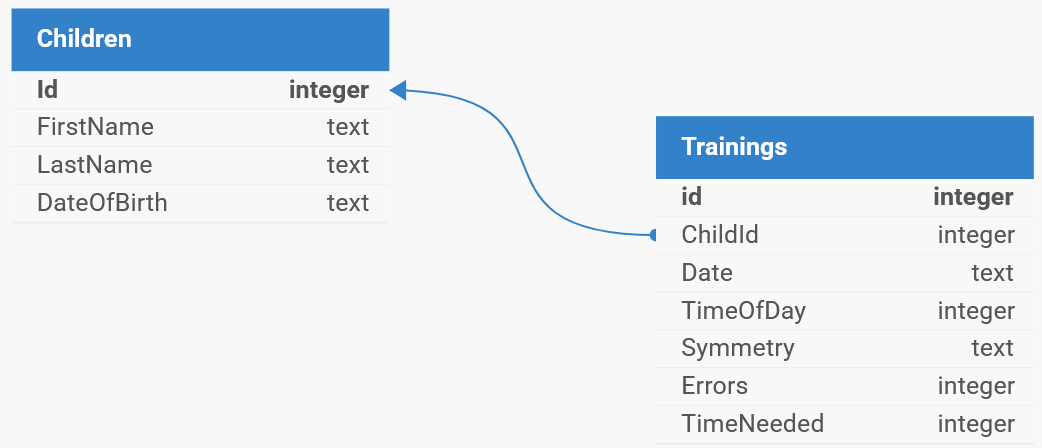 Children
Id integer
FirstName text
LastName text
DateOfBirth text
Trainings
id integer
ChildId integer
Date text
TimeOfDay integer
Symmetry text
Errors integer
TimeNeeded integer